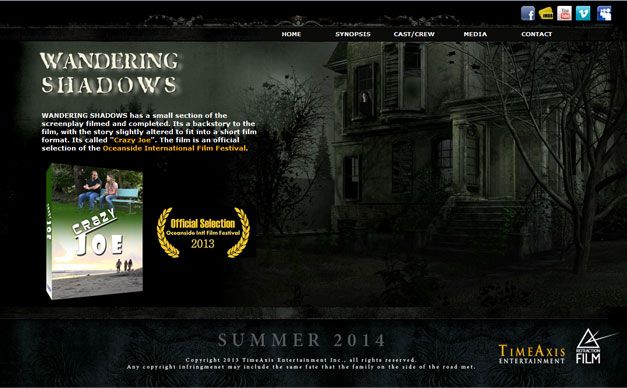 HOME SYNOPSIS CAST/CREW MEDIA CONTACT
WANDERING
SHADOWS
WANDERING SHADOWS has a small section of the
screenplay filmed and completed. Its a backstory to the
film, with the story slightly altered to fit into a short film
format. Its called "Crazy Joe". The film is an official
selection of the Oceanside International Film Festival.
CRAZY
JOE
Official Selection
Oceanside Intl Film Festival
2013
SUMMER 2014
Copyright 2013 TimeAxis Entertainment Inc., all rights reserved.
Any copyright infringmenet may include the same fate that the family on the side of the road met.
TIMEAXIS
ENTERTAINMENT
REFRACTION
FILM